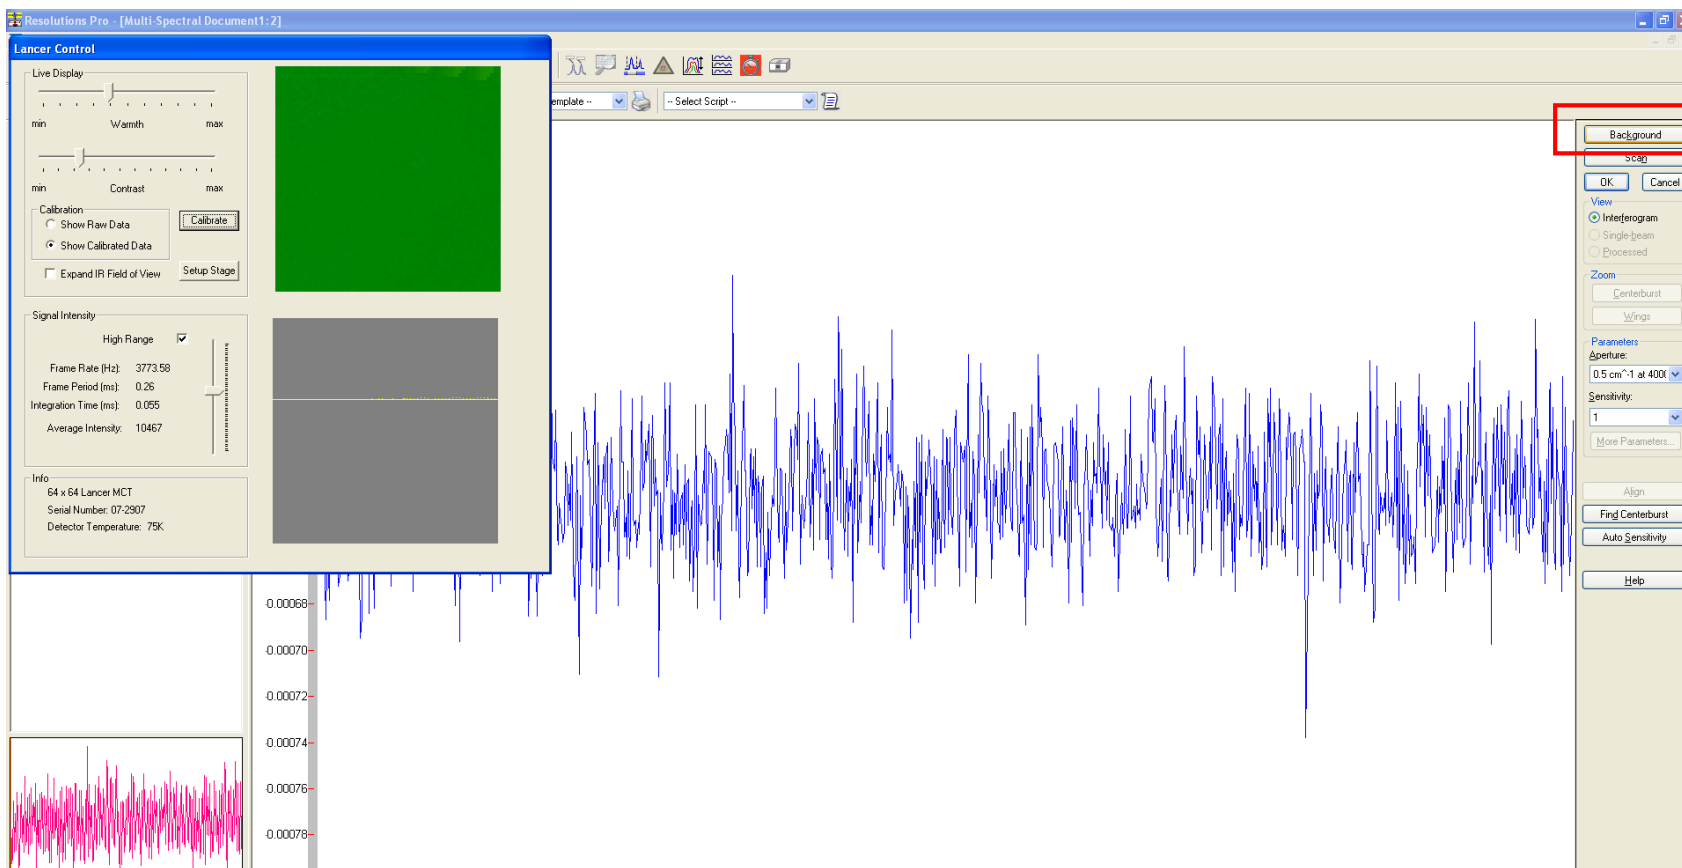 Resolutions Pro - [Multi-Spectral Document1:2]
Lancer Control
Live Display
min Warmth max
min Contrast max
Calibration
Show Raw Data
Show Calibrated Data
Calibrate
Expand IR Field of View
Setup Stage
Signal Intensity
High Range
Frame Rate (Hz): 3773.58
Frame Period (ms): 0.26
Integration Time (ms): 0.055
Average Intensity: 10467
Info
64 x 64 Lancer MCT
Serial Number: 07-2907
Detector Temperature: 75K
emplate --
-- Select Script --
-0.00068
-0.00070
-0.00072
-0.00074
-0.00076
-0.00078
Background
Scan
OK Cancel
View
Interferogram
Single-beam
Processed
Zoom
Centerburst
Wings
Parameters
Aperture:
0.5 cm^-1 at 400
Sensitivity:
1
More Parameters...
Align
Find Centerburst
Auto Sensitivity
Help